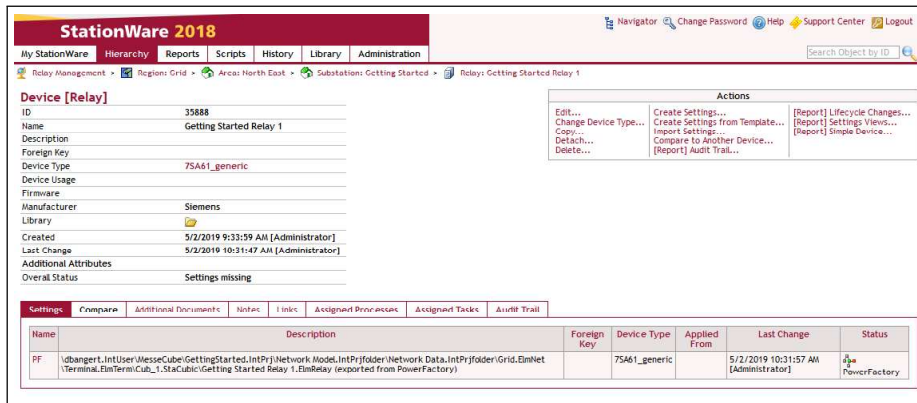 StationWare 2018
Navigator Change Password Help Support Center Logout
My StationWare Hierarchy Reports Scripts History Library Administration
Search Object by ID
Relay Management Region: Grid Area: North East Substation: Getting Started Relay: Getting Started Relay 1
Device [Relay]
ID 35888
Name Getting Started Relay 1
Description
Foreign Key
Device Type 7SA61_generic
Device Usage
Firmware
Manufacturer Siemens
Library
Created 5/2/2019 9:33:59 AM [Administrator]
Last Change 5/2/2019 10:31:47 AM [Administrator]
Additional Attributes
Overall Status Settings missing
Actions
Edit... Create Settings... [Report] Lifecycle Changes...
Change Device Type... Create Settings from Template... [Report] Settings Views...
Copy... Import Settings... [Report] Simple Device...
Detach... Compare to Another Device...
Delete... [Report] Audit Trail...
Settings Compare Additional Documents Notes Links Assigned Processes Assigned Tasks Audit Trail
Name Description Foreign Key Device Type Applied From Last Change Status
PF \dbangert.IntUser\MesseCube\GettingStarted.IntPrj\Network Model.IntPrjfolder\Network Data.IntPrjfolder\Grid.ElmNet 7SA61_generic 5/2/2019 10:31:57 AM
\Terminal.ElmTerm\Cub_1.StaCubic\Getting Started Relay 1.ElmRelay (exported from PowerFactory) [Administrator] PowerFactory